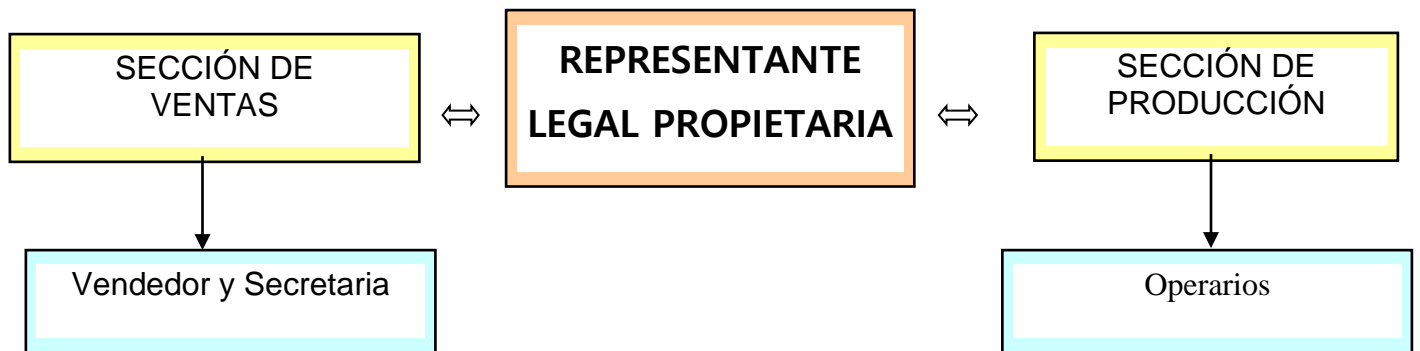 SECCIÓN DE
VENTAS
⇔
REPRESENTANTE
LEGAL PROPIETARIA
⇔
SECCIÓN DE
PRODUCCIÓN
Vendedor y Secretaria
Operarios